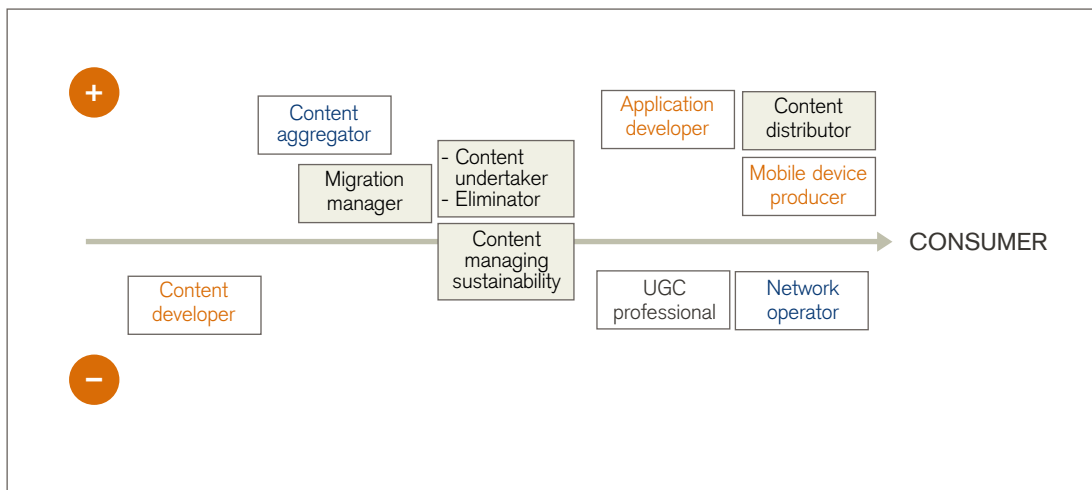 +
Content
aggregator
Application
developer
Content
distributor
Migration
manager
- Content
undertaker
- Eliminator
Mobile device
producer
CONSUMER
Content
managing
sustainability
Content
developer
UGC
professional
Network
operator
−